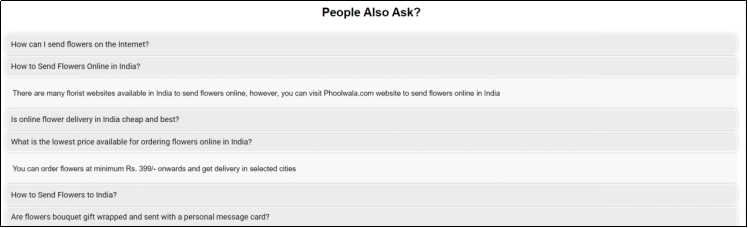 People Also Ask?
How can I send flowers on the Internet?
How to Send Flowers Online in India?
There are many florist websites available in India to send flowers online, however, you can visit Phoolwala.com website to send flowers online in India
Is online flower delivery in India cheap and best?
What is the lowest price available for ordering flowers online in India?
You can order flowers at minimum Rs. 399/- onwards and get delivery in selected cities
How to Send Flowers to India?
Are flowers bouquet gift wrapped and sent with a personal message card?